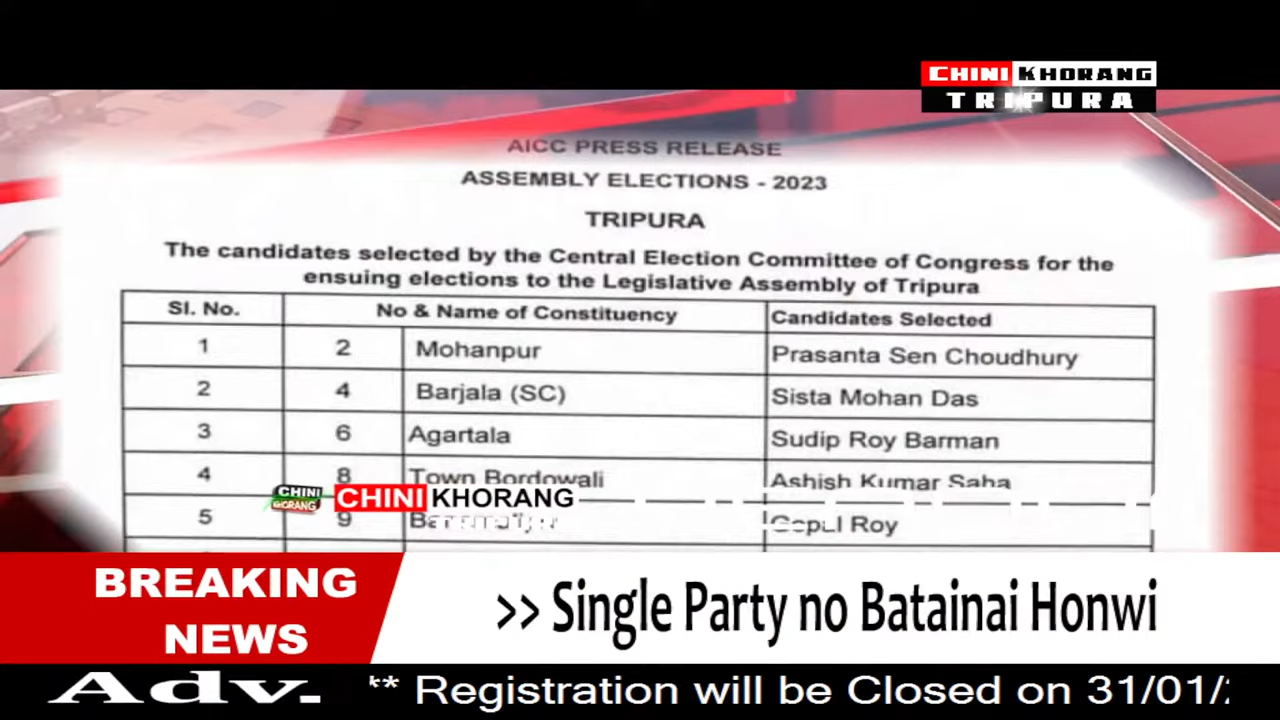 CHINI KHORANG
TRIPURA
AICC PRESS RELEASE
ASSEMBLY ELECTIONS - 2023
TRIPURA
The candidates selected by the Central Election Committee of Congress for the
ensuing elections to the Legislative Assembly of Tripura
Sl. No. No & Name of Constituency Candidates Selected
1 2 Mohanpur Prasanta Sen Choudhury
2 4 Barjala (SC) Sista Mohan Das
3 6 Agartala Sudip Roy Barman
4 8 Town Bordowali Ashish Kumar Saha
CHINI KHORANG CHINI KHORANG
5 9 Gopal Roy
BREAKING
NEWS
>> Single Party no Batainai Honwi
Adv. ** Registration will be Closed on 31/01/